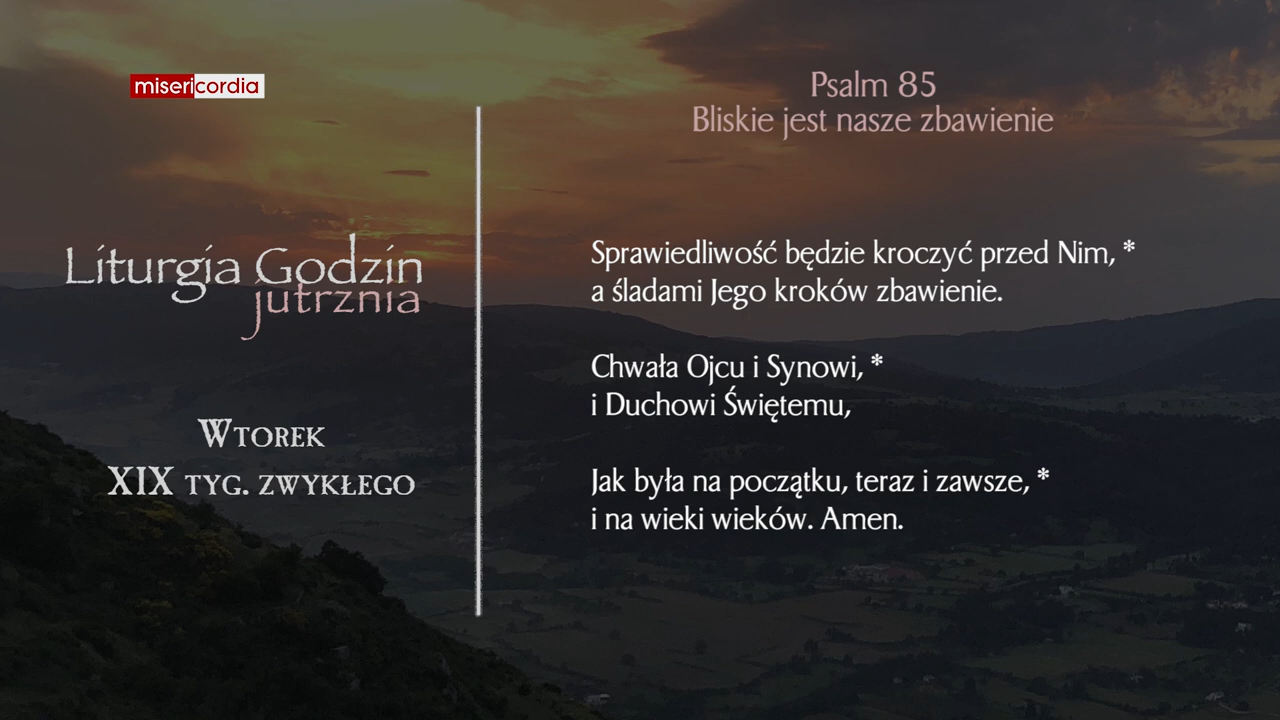 misericordia
Liturgia Godzin
jutrznia
Wtorek
XIX tyg. zwykłego
Psalm 85
Bliskie jest nasze zbawienie
Sprawiedliwość będzie kroczyć przed Nim, *
a śladami Jego kroków zbawienie.
Chwała Ojcu i Synowi, *
i Duchowi Świętemu,
Jak była na początku, teraz i zawsze, *
i na wieki wieków. Amen.